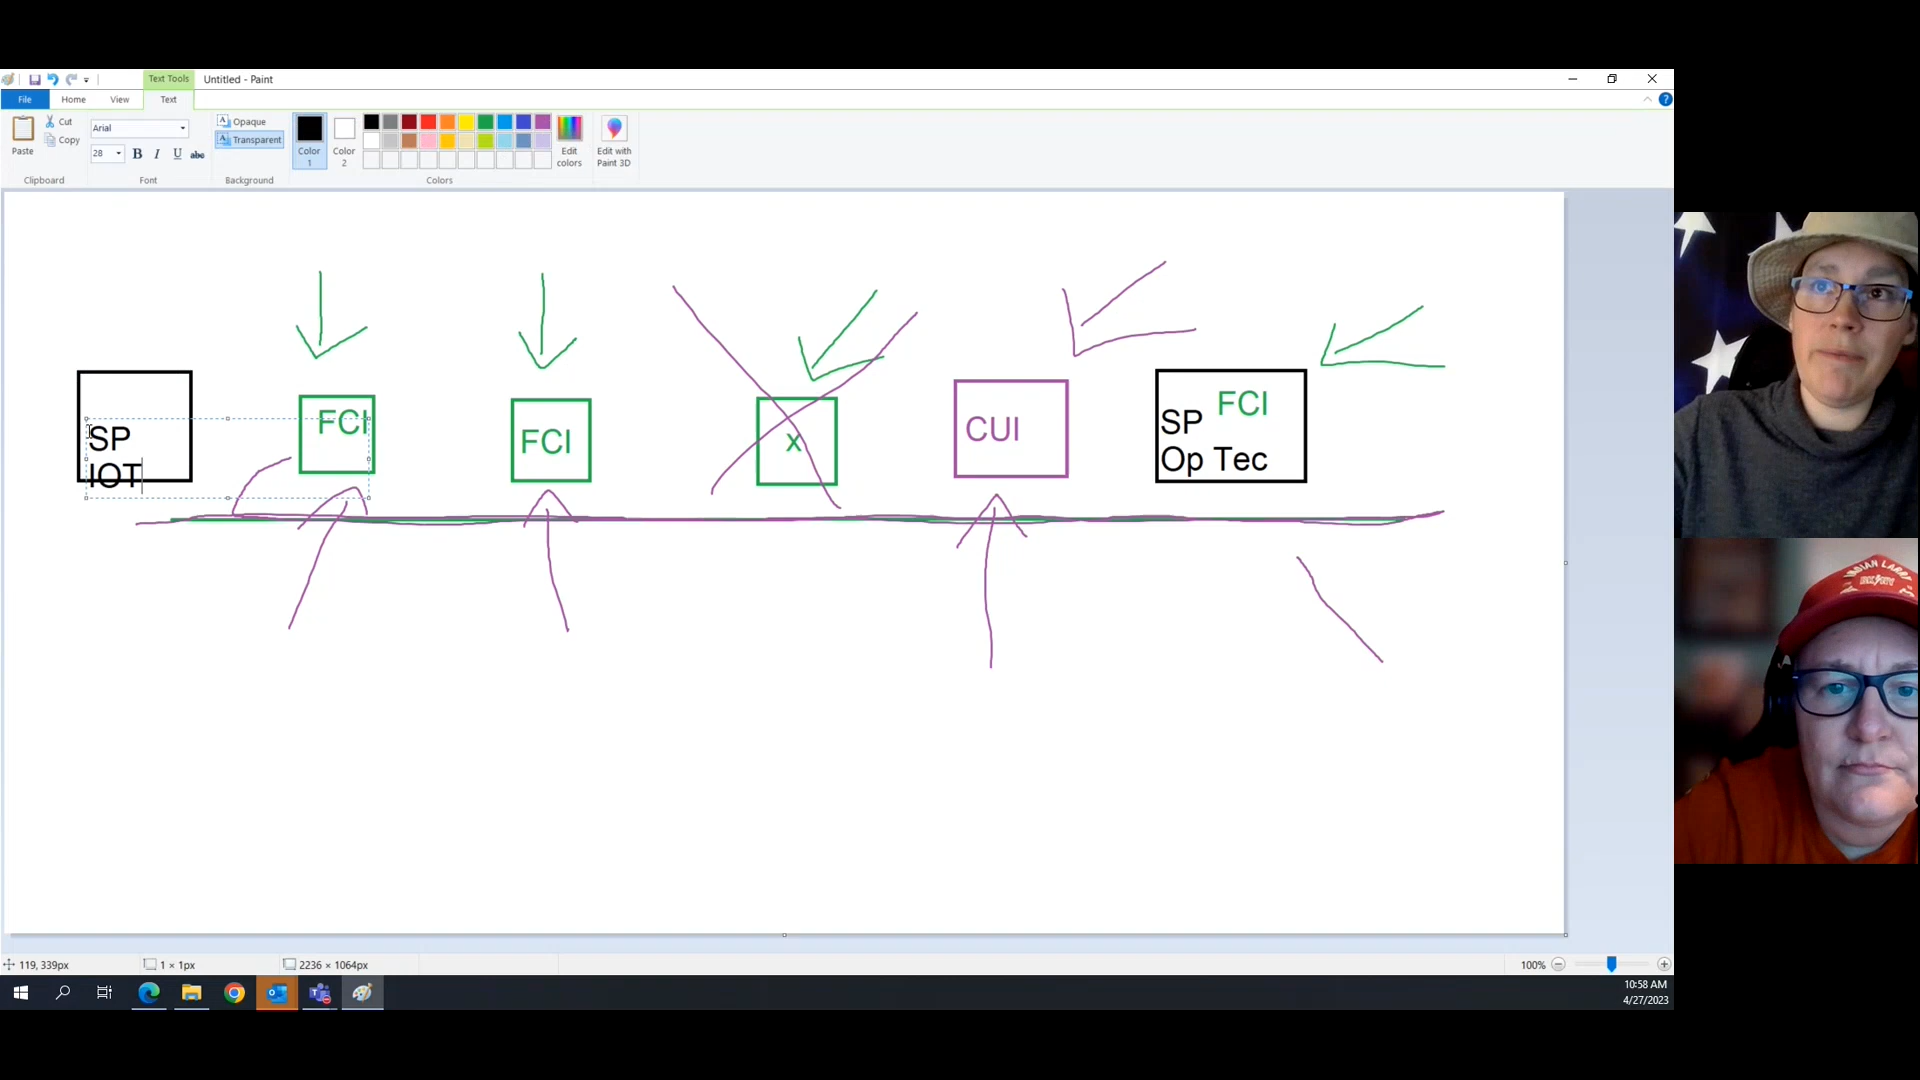 Text Tools
Untitled - Paint
File
Home
View
Text
Paste
Cut
Copy
Clipboard
Arial
28
B
I
U
abc
Font
Opaque
Transparent
Background
Color
1
Color
2
Edit
colors
Edit with
Paint 3D
Colors
SP
IOT
FCI
FCI
x
CUI
FCI
SP
Op Tec
INDIAN LARRY
119, 339px
1 × 1px
2236 × 1064px
100%
10:58 AM
4/27/2023